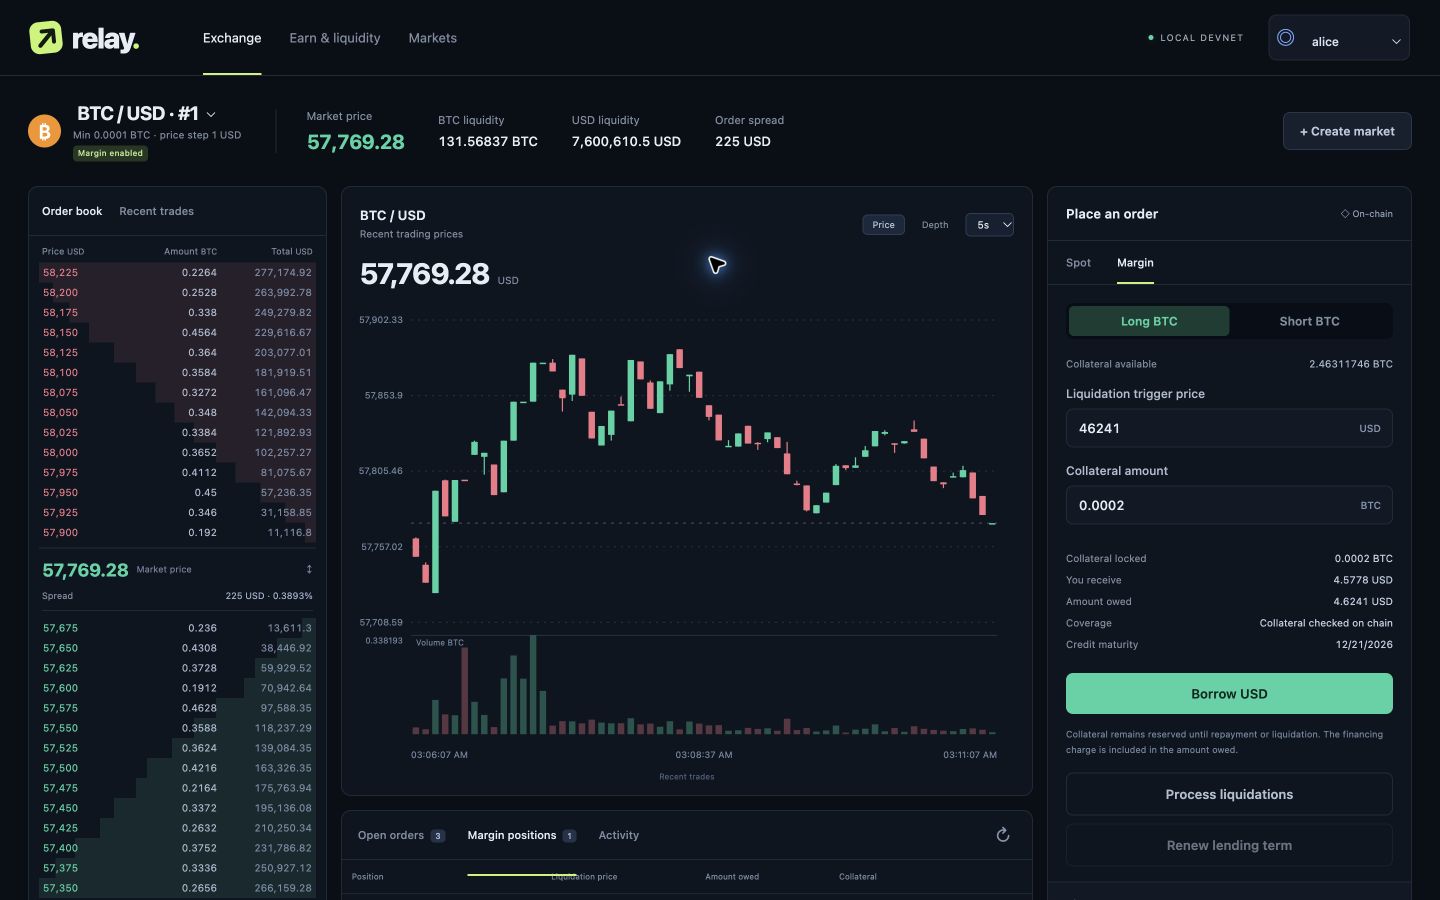 relay.
Exchange
Earn & liquidity
Markets
LOCAL DEVNET
alice
BTC / USD · #1
Min 0.0001 BTC · price step 1 USD
Margin enabled
Market price
57,769.28
BTC liquidity
131.56837 BTC
USD liquidity
7,600,610.5 USD
Order spread
225 USD
+ Create market
Order book
Recent trades
Price USD Amount BTC Total USD
58,225 0.2264 277,174.92
58,200 0.2528 263,992.78
58,175 0.338 249,279.82
58,150 0.4564 229,616.67
58,125 0.364 203,077.01
58,100 0.3584 181,919.51
58,075 0.3272 161,096.47
58,050 0.348 142,094.33
58,025 0.3384 121,892.93
58,000 0.3652 102,257.27
57,975 0.4112 81,075.67
57,950 0.45 57,236.35
57,925 0.346 31,158.85
57,900 0.192 11,116.8
57,769.28 Market price
Spread 225 USD · 0.3893%
57,675 0.236 13,611.3
57,650 0.4308 38,446.92
57,625 0.3728 59,929.52
57,600 0.1912 70,942.64
57,575 0.4628 97,588.35
57,550 0.3588 118,237.29
57,525 0.3624 139,084.35
57,500 0.4216 163,326.35
57,475 0.2164 175,763.94
57,450 0.3372 195,136.08
57,425 0.2632 210,250.34
57,400 0.3752 231,786.82
57,375 0.3336 250,927.12
57,350 0.2656 266,159.28
BTC / USD
Recent trading prices
Price
Depth
5s
57,769.28 USD
57,902.33
57,853.9
57,805.46
57,757.02
57,708.59
0.338193
Volume BTC
03:06:07 AM 03:08:37 AM 03:11:07 AM
Recent trades
Open orders 3
Margin positions 1
Activity
Position Liquidation price Amount owed Collateral
Place an order
On-chain
Spot
Margin
Long BTC
Short BTC
Collateral available 2.46311746 BTC
Liquidation trigger price
46241 USD
Collateral amount
0.0002 BTC
Collateral locked 0.0002 BTC
You receive 4.5778 USD
Amount owed 4.6241 USD
Coverage Collateral checked on chain
Credit maturity 12/21/2026
Borrow USD
Collateral remains reserved until repayment or liquidation. The financing
charge is included in the amount owed.
Process liquidations
Renew lending term